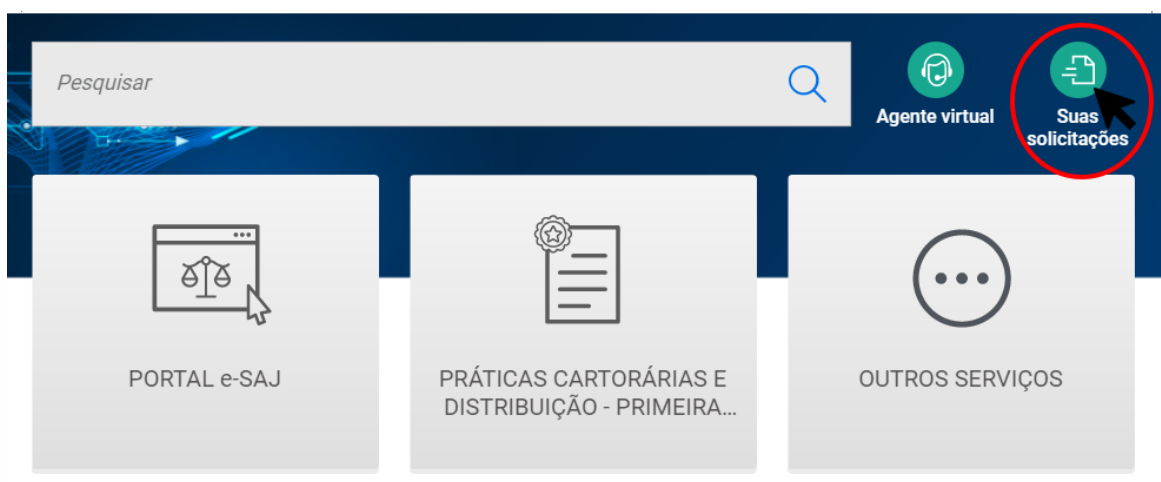 Pesquisar
Agente virtual
Suas
solicitações
PORTAL e-SAJ
PRÁTICAS CARTORÁRIAS E
DISTRIBUIÇÃO - PRIMEIRA...
OUTROS SERVIÇOS